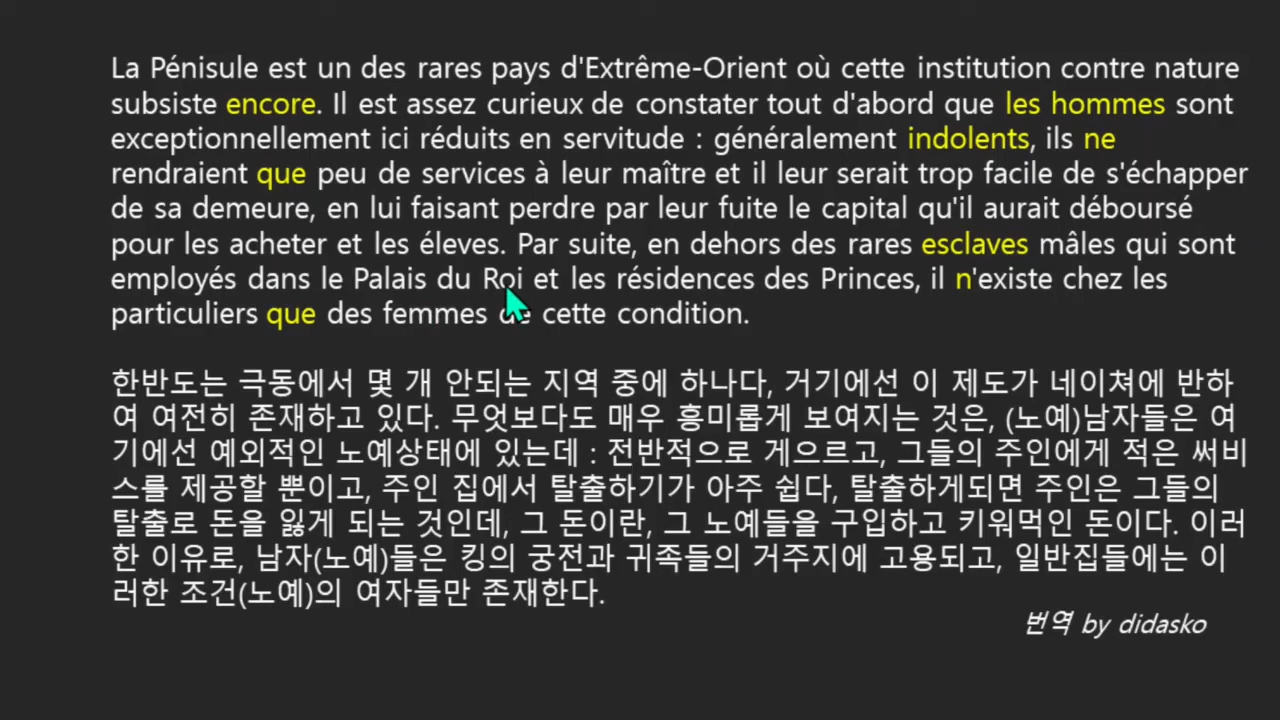 La Pénisule est un des rares pays d'Extrême-Orient où cette institution contre nature
subsiste encore. Il est assez curieux de constater tout d'abord que les hommes sont
exceptionnellement ici réduits en servitude : généralement indolents, ils ne
rendraient que peu de services à leur maître et il leur serait trop facile de s'échapper
de sa demeure, en lui faisant perdre par leur fuite le capital qu'il aurait déboursé
pour les acheter et les éleves. Par suite, en dehors des rares esclaves mâles qui sont
employés dans le Palais du Roi et les résidences des Princes, il n'existe chez les
particuliers que des femmes de cette condition.
한반도는 극동에서 몇 개 안되는 지역 중에 하나다, 거기에선 이 제도가 네이쳐에 반하
여 여전히 존재하고 있다. 무엇보다도 매우 흥미롭게 보여지는 것은, (노예)남자들은 여
기에선 예외적인 노예상태에 있는데 : 전반적으로 게으르고, 그들의 주인에게 적은 써비
스를 제공할 뿐이고, 주인 집에서 탈출하기가 아주 쉽다, 탈출하게되면 주인은 그들의
탈출로 돈을 잃게 되는 것인데, 그 돈이란, 그 노예들을 구입하고 키워먹인 돈이다. 이러
한 이유로, 남자(노예)들은 킹의 궁전과 귀족들의 거주지에 고용되고, 일반집들에는 이
러한 조건(노예)의 여자들만 존재한다.
번역 by didasko